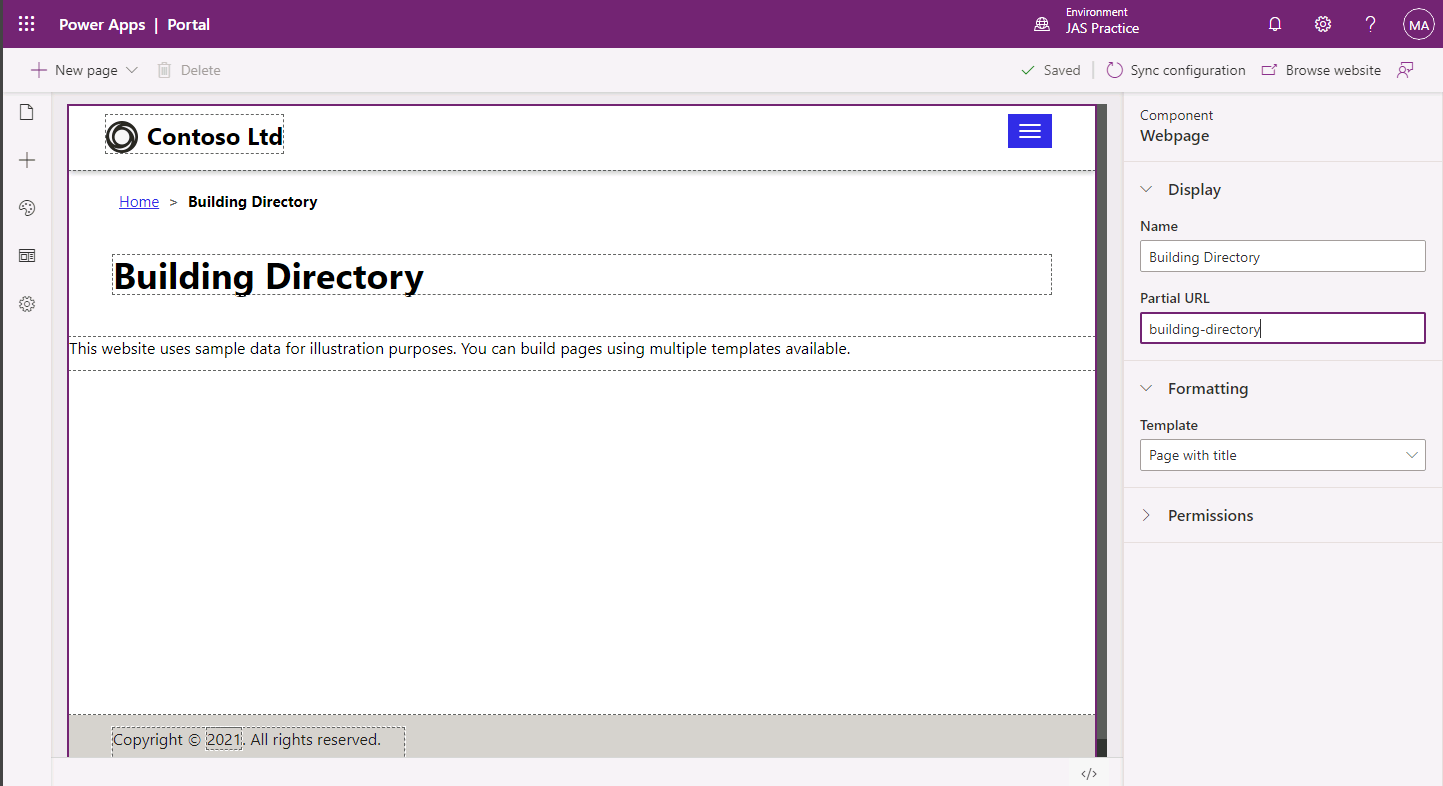 Power Apps | Portal
Environment
JAS Practice
?
MA
New page
Delete
Saved
Sync configuration
Browse website
Contoso Ltd
Home > Building Directory
Building Directory
This website uses sample data for illustration purposes. You can build pages using multiple templates available.
Copyright © 2021. All rights reserved.
</>
Component
Webpage
Display
Name
Building Directory
Partial URL
building-directory
Formatting
Template
Page with title
Permissions